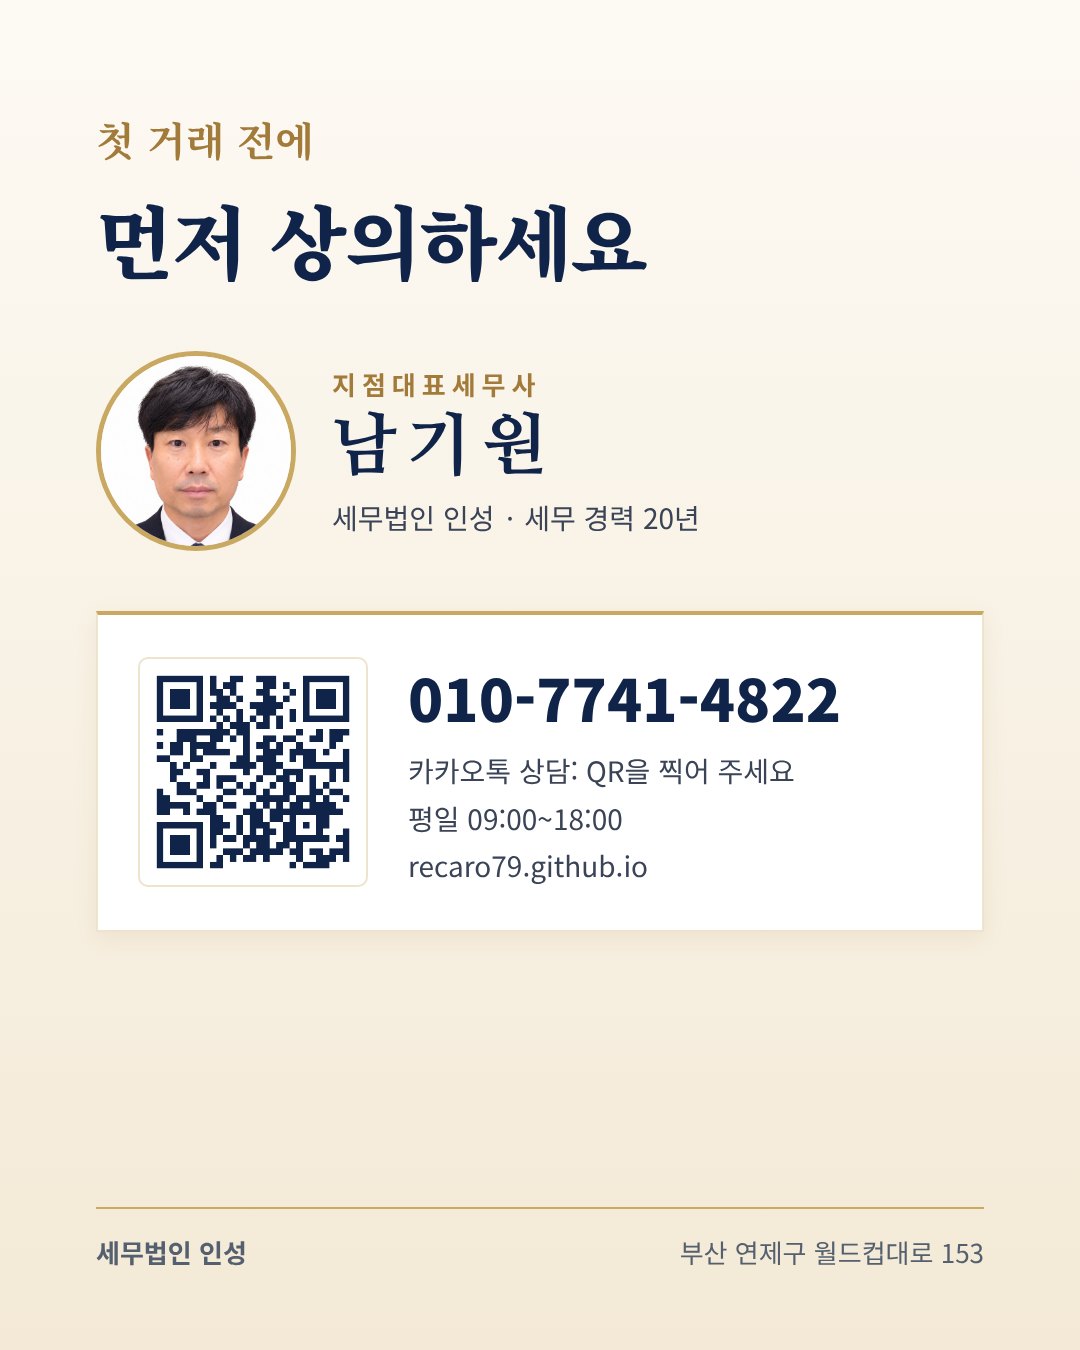 첫 거래 전에
먼저 상의하세요
지점대표세무사
남기원
세무법인 인성 · 세무 경력 20년
010-7741-4822
카카오톡 상담: QR을 찍어 주세요
평일 09:00~18:00
recaro79.github.io
세무법인 인성
부산 연제구 월드컵대로 153